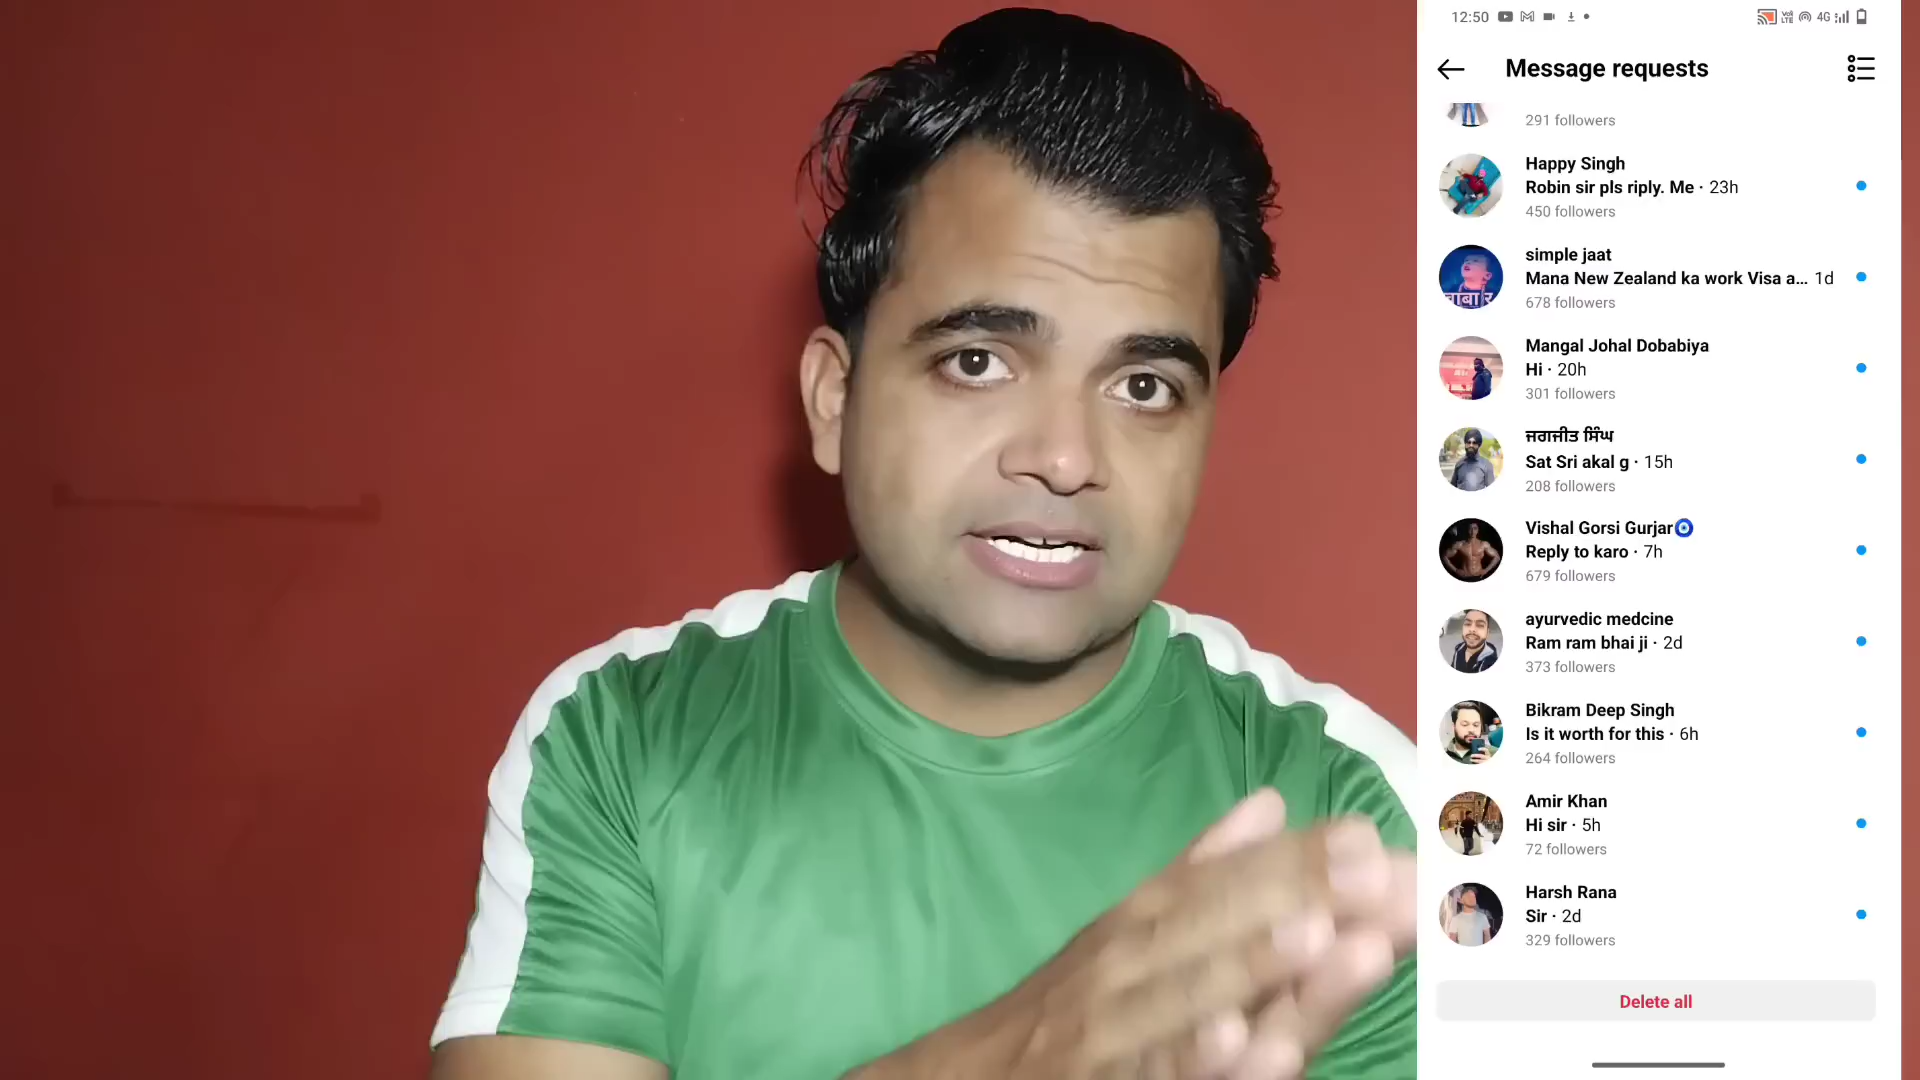 12:50
VoLTE 4G
Message requests
291 followers
Happy Singh
Robin sir pls riply. Me · 23h
450 followers
simple jaat
Mana New Zealand ka work Visa a... 1d
678 followers
Mangal Johal Dobabiya
Hi · 20h
301 followers
ਜਗਜੀਤ ਸਿੰਘ
Sat Sri akal g · 15h
208 followers
Vishal Gorsi Gurjar🧿
Reply to karo · 7h
679 followers
ayurvedic medcine
Ram ram bhai ji · 2d
373 followers
Bikram Deep Singh
Is it worth for this · 6h
264 followers
Amir Khan
Hi sir · 5h
72 followers
Harsh Rana
Sir · 2d
329 followers
Delete all